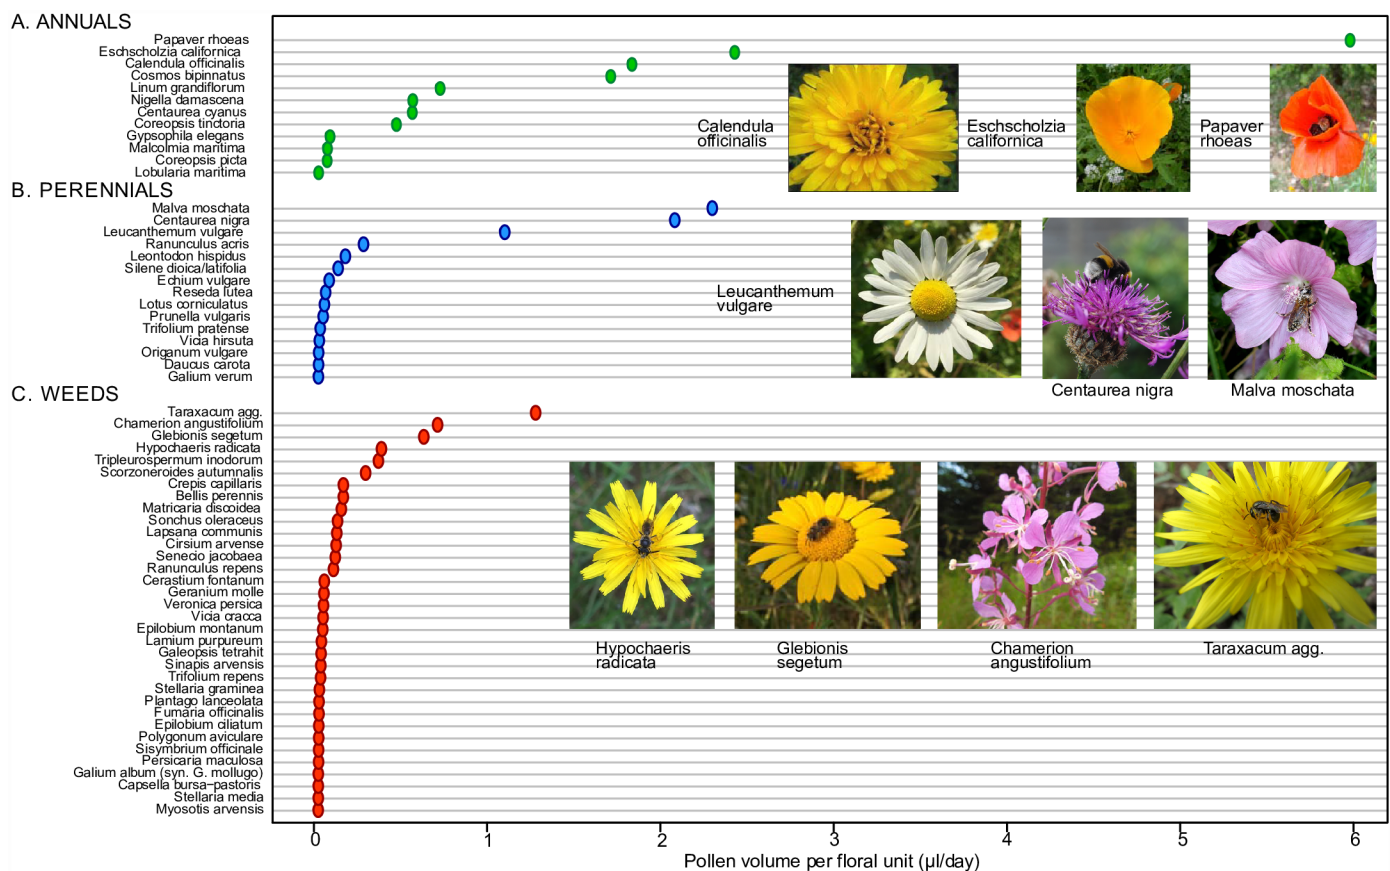 A. ANNUALS
Papaver rhoeas
Eschscholzia californica
Calendula officinalis
Cosmos bipinnatus
Linum grandiflorum
Nigella damascena
Centaurea cyanus
Coreopsis tinctoria
Gypsophila elegans
Malcolmia maritima
Coreopsis picta
Lobularia maritima
Calendula
officinalis
Eschscholzia
californica
Papaver
rhoeas
B. PERENNIALS
Malva moschata
Centaurea nigra
Leucanthemum vulgare
Ranunculus acris
Leontodon hispidus
Silene dioica/latifolia
Echium vulgare
Reseda lutea
Lotus corniculatus
Prunella vulgaris
Trifolium pratense
Vicia hirsuta
Origanum vulgare
Daucus carota
Galium verum
Leucanthemum
vulgare
Centaurea nigra
Malva moschata
C. WEEDS
Taraxacum agg.
Chamerion angustifolium
Glebionis segetum
Hypochaeris radicata
Tripleurospermum inodorum
Scorzoneroides autumnalis
Crepis capillaris
Bellis perennis
Matricaria discoidea
Sonchus oleraceus
Lapsana communis
Cirsium arvense
Senecio jacobaea
Ranunculus repens
Cerastium fontanum
Geranium molle
Veronica persica
Vicia cracca
Epilobium montanum
Lamium purpureum
Galeopsis tetrahit
Sinapis arvensis
Trifolium repens
Stellaria graminea
Plantago lanceolata
Fumaria officinalis
Epilobium ciliatum
Polygonum aviculare
Sisymbrium officinale
Persicaria maculosa
Galium album (syn. G. mollugo)
Capsella bursa−pastoris
Stellaria media
Myosotis arvensis
Hypochaeris
radicata
Glebionis
segetum
Chamerion
angustifolium
Taraxacum agg.
0 1 2 3 4 5 6
Pollen volume per floral unit (µl/day)